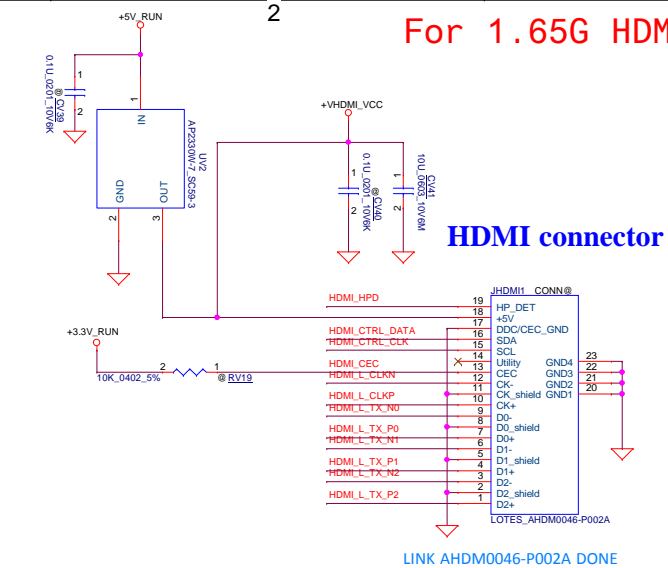 2
For 1.65G HDM
+5V_RUN
0.1U_0201_10V6K
@ CV39
1
2
1
IN
GND
OUT
2
3
UV2
AP2330W-7_SC59-3
+VHDMI_VCC
1
2
0.1U_0201_10V6K
@ CV40
1
2
10U_0603_10V6M
CV41
HDMI connector
+3.3V_RUN
2
1
10K_0402_5%
@ RV19
JHDMI1 CONN@
HDMI_HPD 19 HP_DET
18 +5V
17 DDC/CEC_GND
HDMI_CTRL_DATA 16 SDA
HDMI_CTRL_CLK 15 SCL
14 Utility GND4 23
HDMI_CEC 13 CEC GND3 22
HDMI_L_CLKN 12 CK- GND2 21
11 CK_shield GND1 20
HDMI_L_CLKP 10 CK+
HDMI_L_TX_N0 9 D0-
8 D0_shield
HDMI_L_TX_P0 7 D0+
HDMI_L_TX_N1 6 D1-
5 D1_shield
HDMI_L_TX_P1 4 D1+
HDMI_L_TX_N2 3 D2-
2 D2_shield
HDMI_L_TX_P2 1 D2+
LOTES_AHDM0046-P002A
LINK AHDM0046-P002A DONE